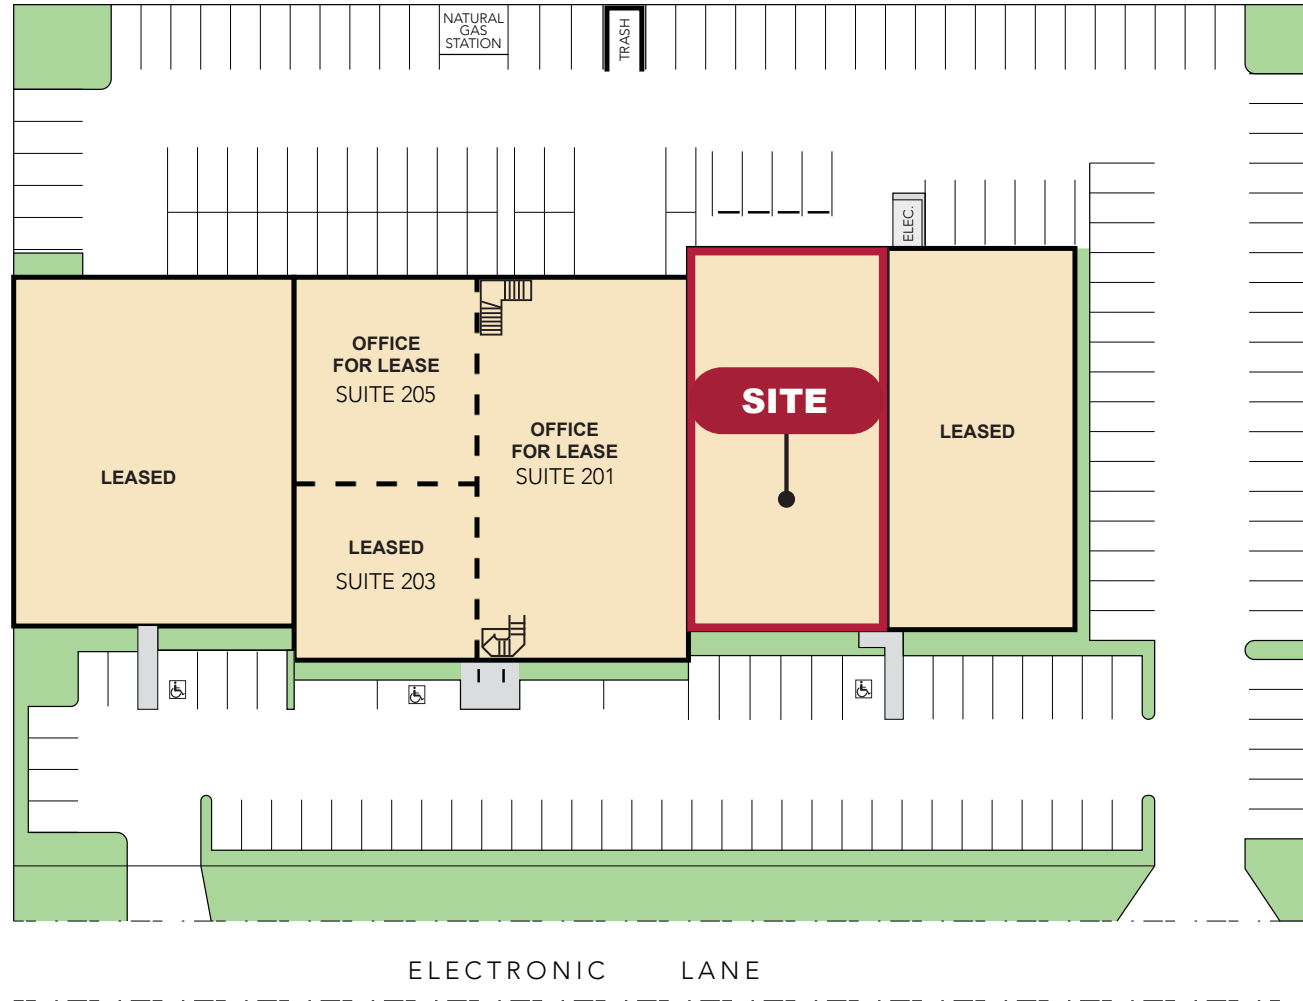 NATURAL
GAS
STATION
TRASH
ELEC.
OFFICE
FOR LEASE
SUITE 205
OFFICE
FOR LEASE
SUITE 201
SITE
LEASED
LEASED
LEASED
SUITE 203
ELECTRONIC LANE